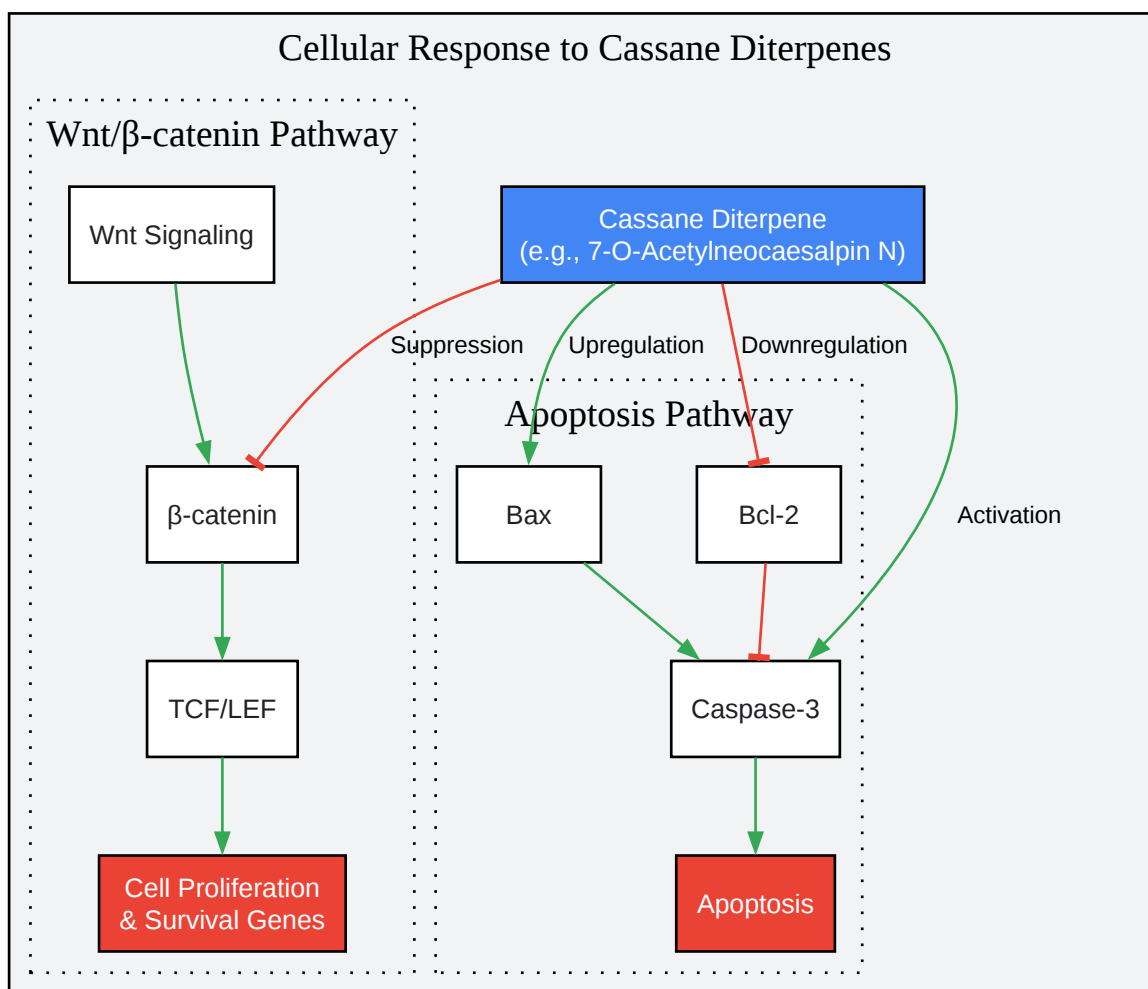 Cellular Response to Cassane Diterpenes
Wnt/β-catenin Pathway
Wnt Signaling
Cassane Diterpene
(e.g., 7-O-Acetylneocaesalpin N)
Suppression
Upregulation
Downregulation
Apoptosis Pathway
β-catenin
Bax
Bcl-2
Activation
TCF/LEF
Caspase-3
Cell Proliferation
& Survival Genes
Apoptosis